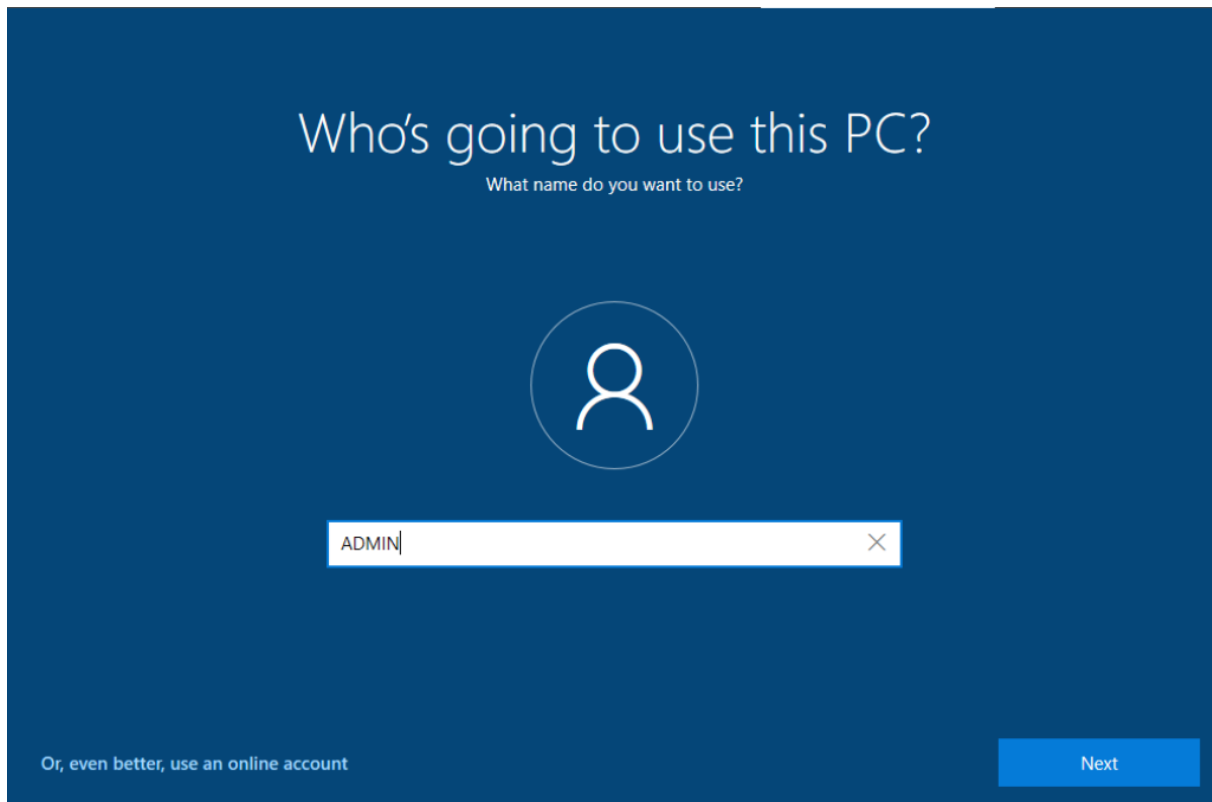 Who's going to use this PC?
What name do you want to use?
ADMIN
Or, even better, use an online account
Next